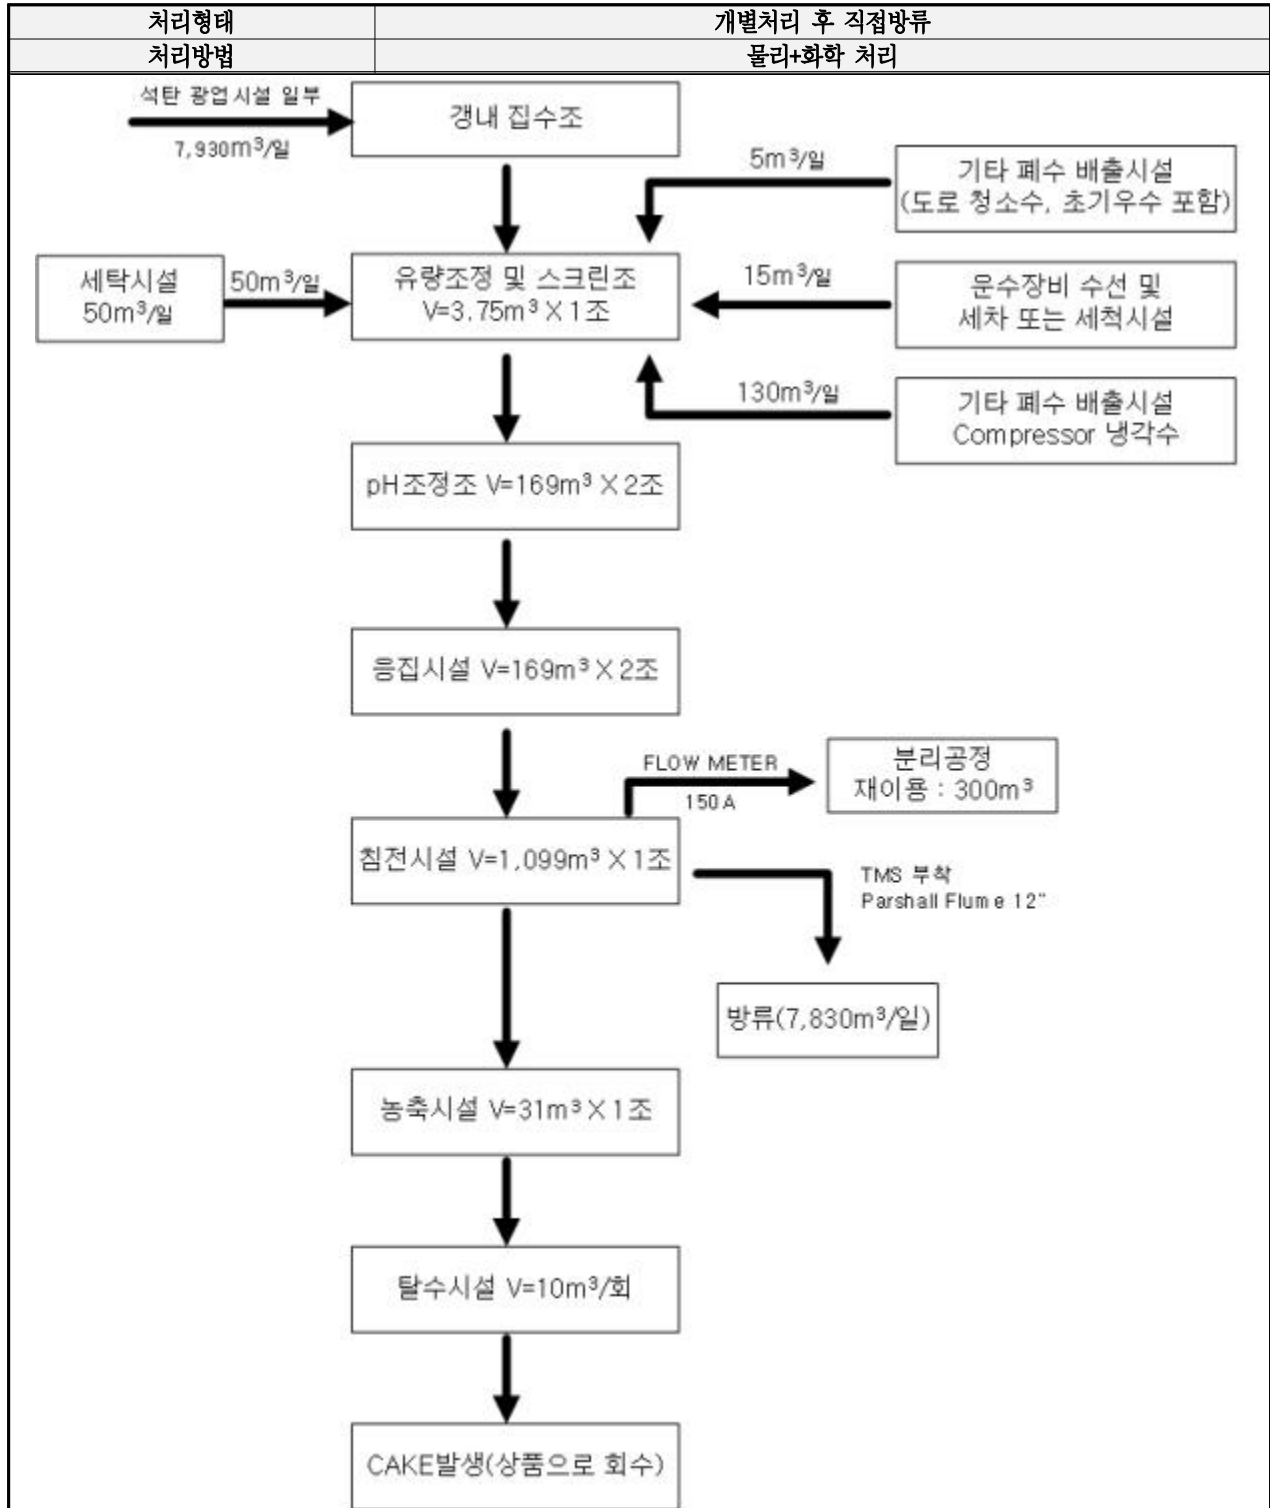 처리형태 개별처리 후 직접방류
처리방법 물리+화학 처리
석탄 광업시설 일부
7,930m³/일
갱내 집수조
5m³/일
기타 폐수 배출시설
(도로 청소수, 초기우수 포함)
세탁시설
50m³/일
50m³/일
유량조정 및 스크린조
V=3.75m³ X 1조
15m³/일
운수장비 수선 및
세차 또는 세척시설
130m³/일
기타 폐수 배출시설
Compressor 냉각수
pH조정조 V=169m³ X 2조
응집시설 V=169m³ X 2조
FLOW METER
150 A
분리공정
재이용 : 300m³
침전시설 V=1,099m³ X 1조
TMS 부착
Parshall Flume 12"
방류(7,830m³/일)
농축시설 V=31m³ X 1조
탈수시설 V=10m³/회
CAKE발생(상품으로 회수)